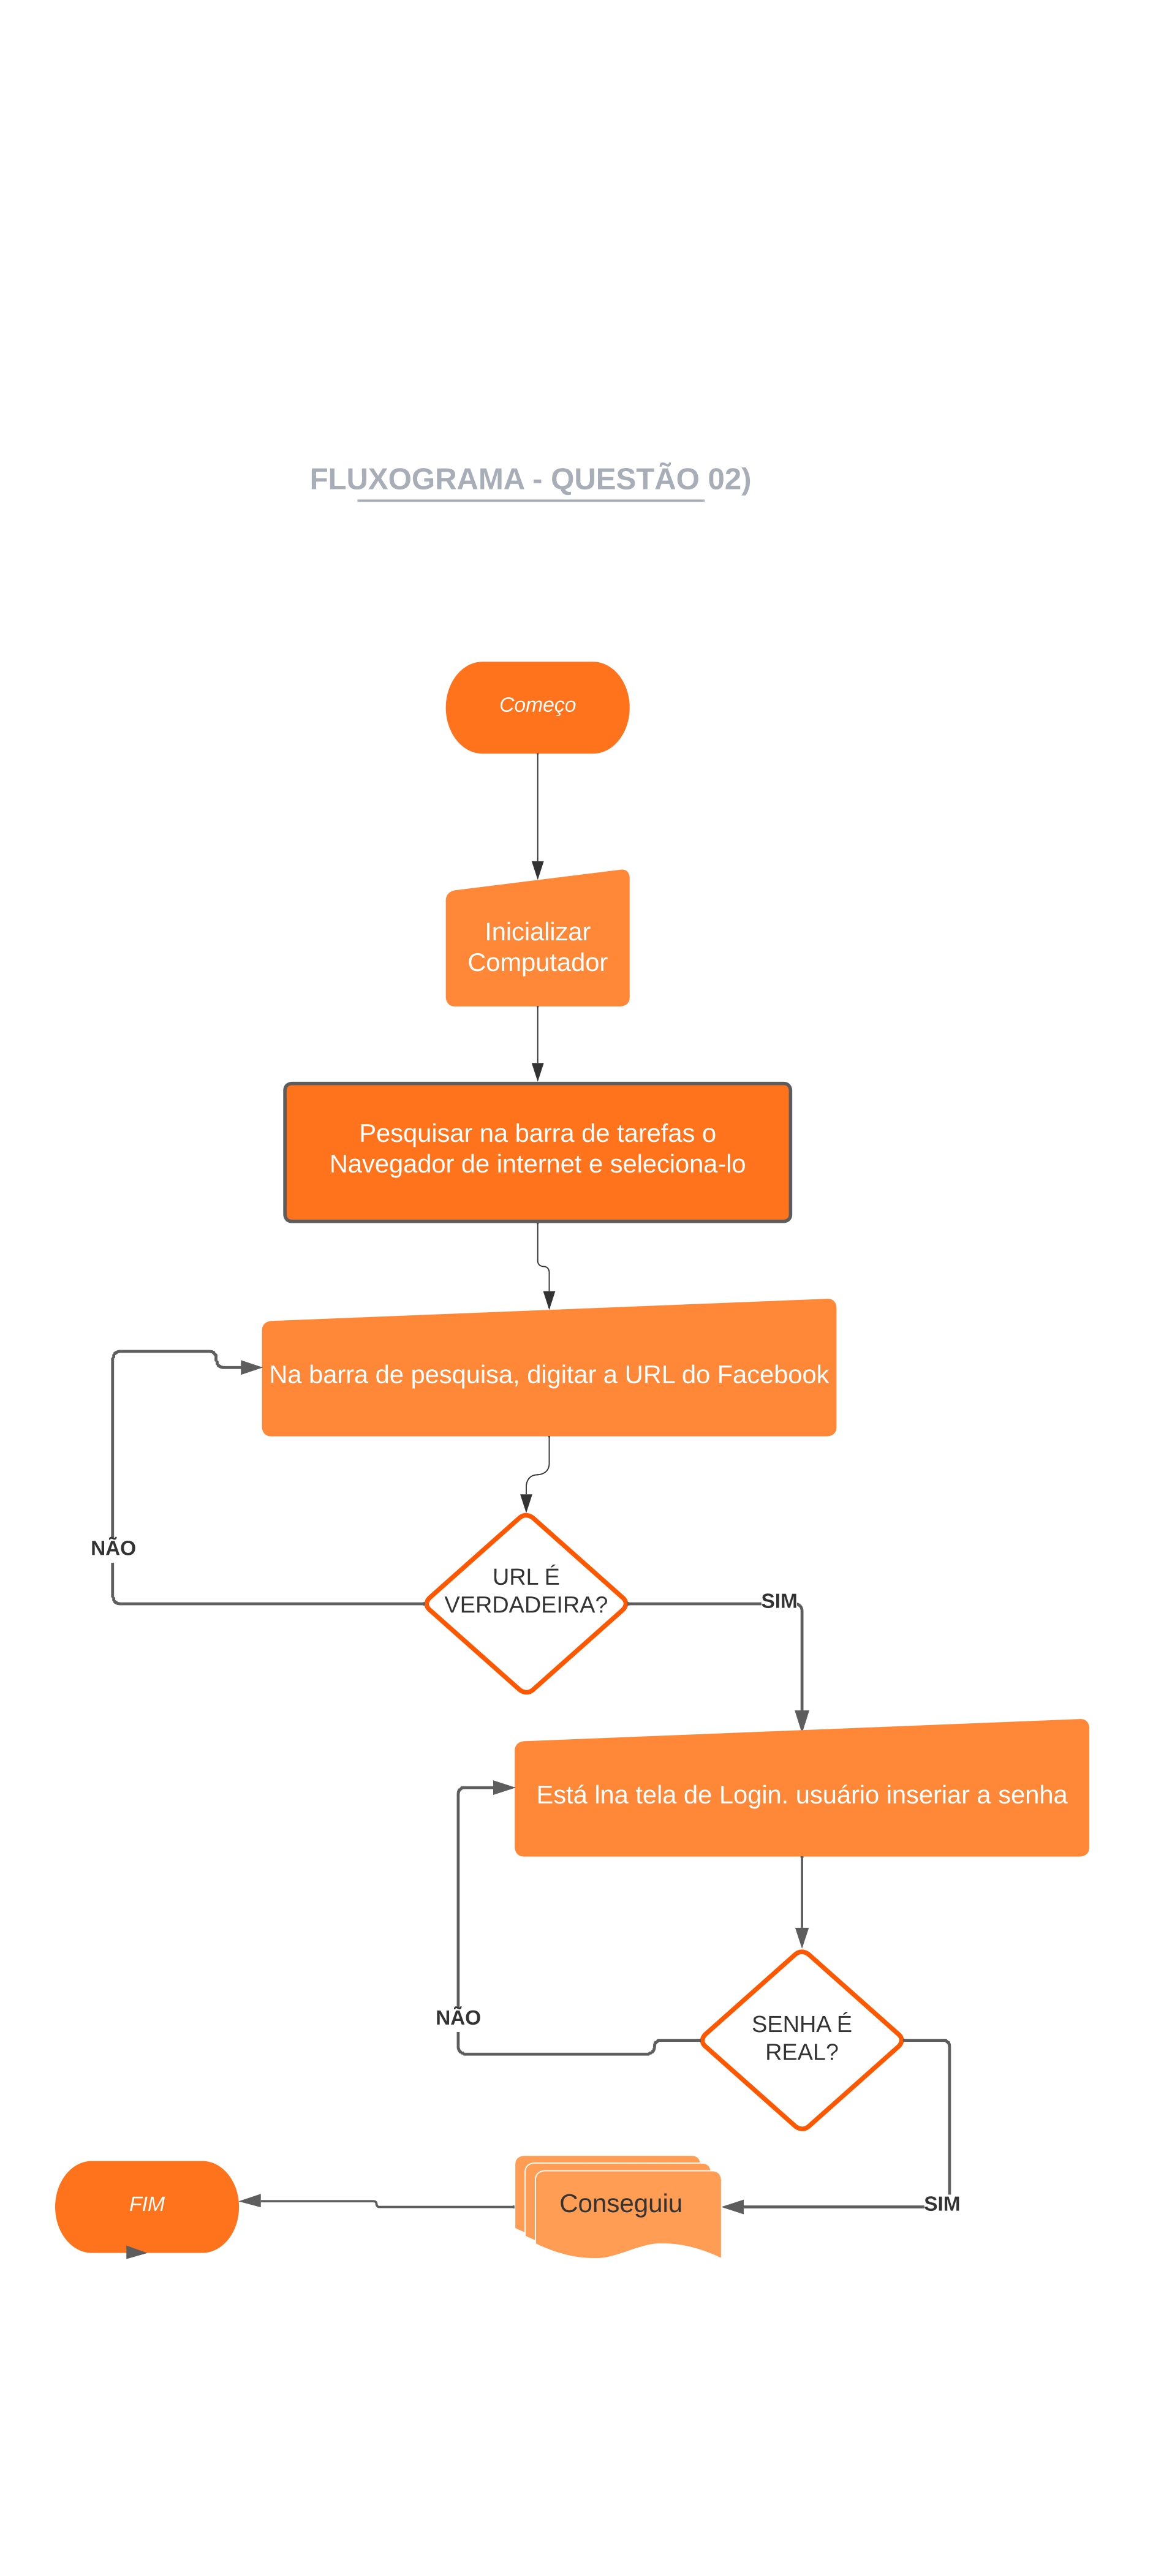 FLUXOGRAMA - QUESTÃO 02)
Começo
Inicializar
Computador
Pesquisar na barra de tarefas o
Navegador de internet e seleciona-lo
Na barra de pesquisa, digitar a URL do Facebook
NÃO
URL É
VERDADEIRA?
SIM
Está lna tela de Login. usuário inseriar a senha
NÃO
SENHA É
REAL?
SIM
Conseguiu
FIM